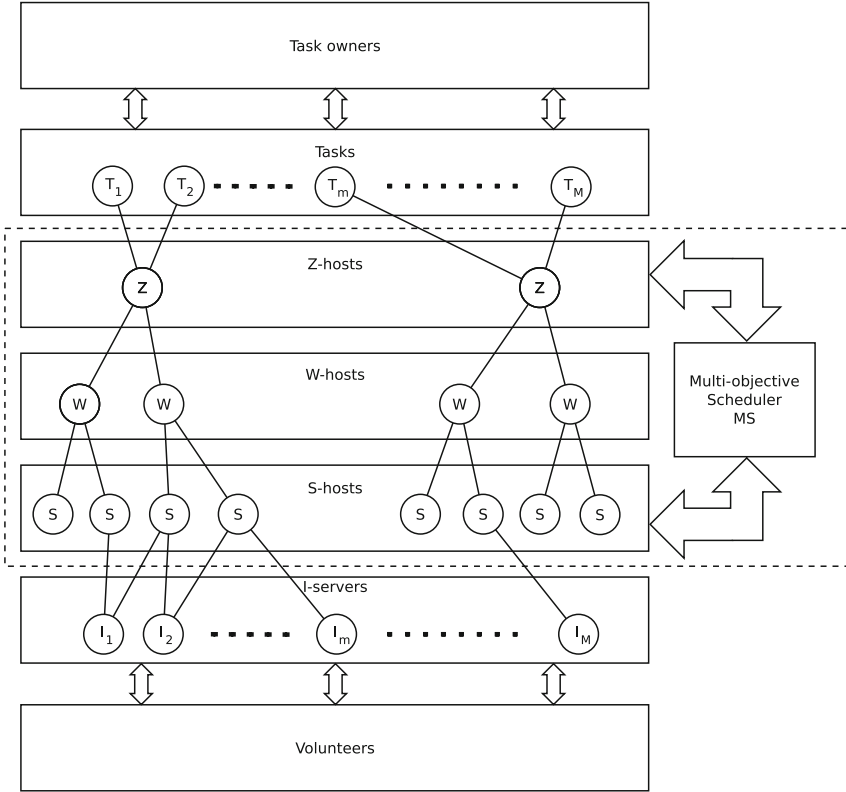 Task owners
Tasks
T1 T2 Tm TM
Z-hosts
Z Z
W-hosts
Multi-objective
Scheduler
MS
W W W W
S-hosts
S S S S S S S S
I-servers
I1 I2 Im IM
Volunteers